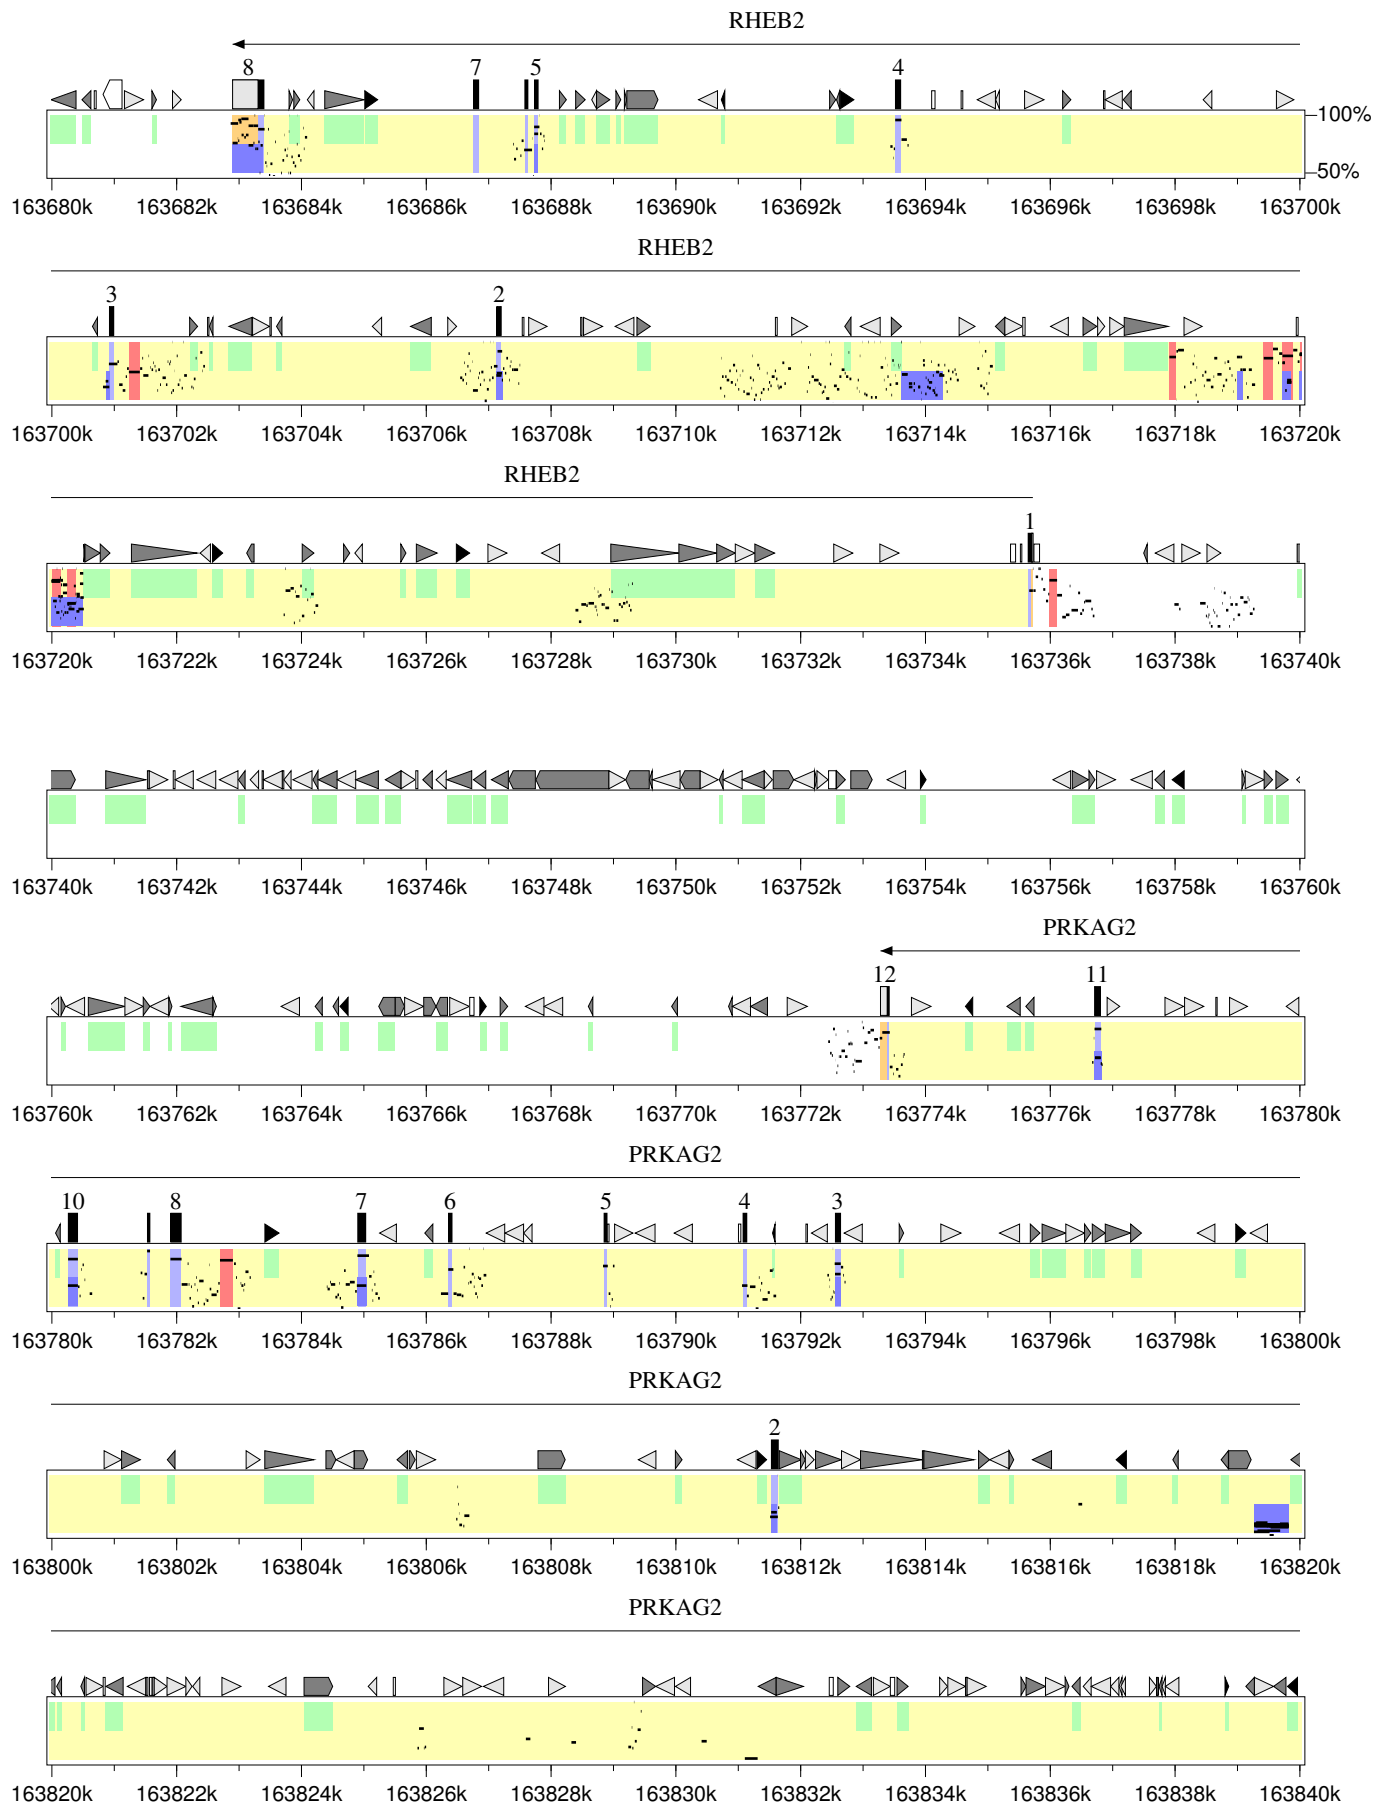 RHEB2
8 7 5 4
100%
50%
163680k 163682k 163684k 163686k 163688k 163690k 163692k 163694k 163696k 163698k 163700k
RHEB2
3 2
163700k 163702k 163704k 163706k 163708k 163710k 163712k 163714k 163716k 163718k 163720k
RHEB2
1
163720k 163722k 163724k 163726k 163728k 163730k 163732k 163734k 163736k 163738k 163740k
163740k 163742k 163744k 163746k 163748k 163750k 163752k 163754k 163756k 163758k 163760k
PRKAG2
12 11
163760k 163762k 163764k 163766k 163768k 163770k 163772k 163774k 163776k 163778k 163780k
PRKAG2
10 8 7 6 5 4 3
163780k 163782k 163784k 163786k 163788k 163790k 163792k 163794k 163796k 163798k 163800k
PRKAG2
2
163800k 163802k 163804k 163806k 163808k 163810k 163812k 163814k 163816k 163818k 163820k
PRKAG2
163820k 163822k 163824k 163826k 163828k 163830k 163832k 163834k 163836k 163838k 163840k